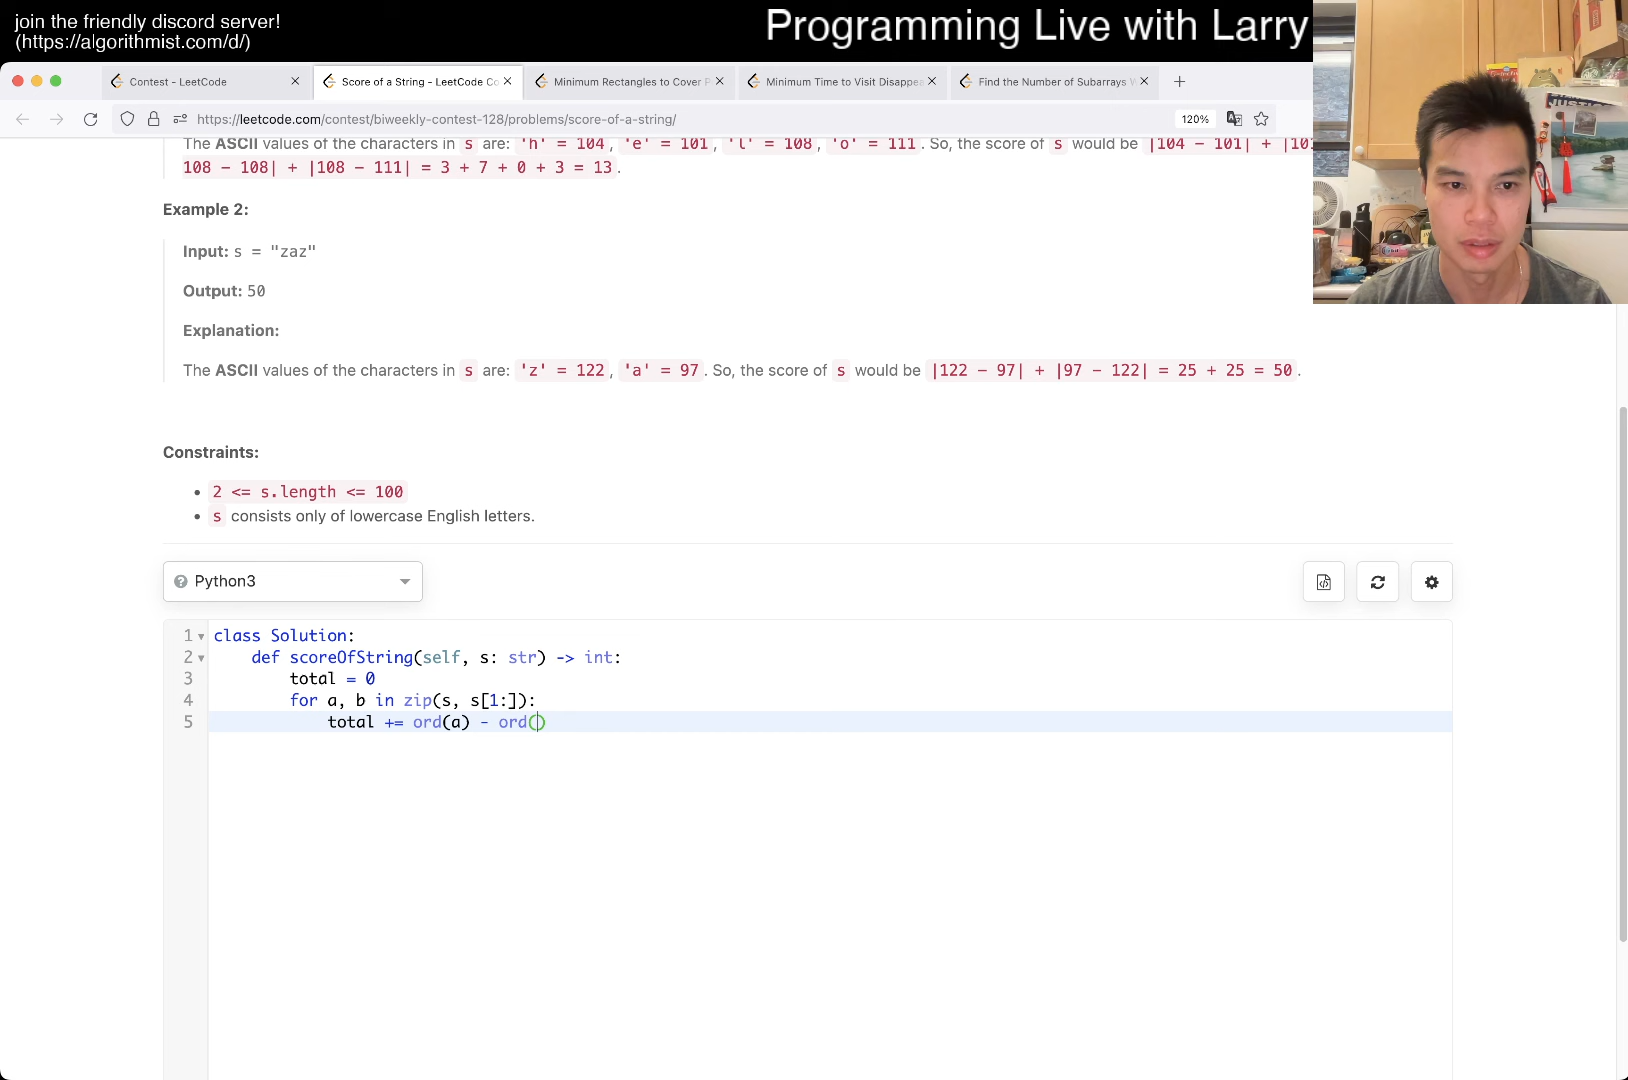 join the friendly discord server!
(https://algorithmist.com/d/)
Programming Live with Larry
Contest - LeetCode
Score of a String - LeetCode Co
Minimum Rectangles to Cover P
Minimum Time to Visit Disappea
Find the Number of Subarrays W
https://leetcode.com/contest/biweekly-contest-128/problems/score-of-a-string/
120%
The ASCII values of the characters in s are: 'h' = 104, 'e' = 101, 'l' = 108, 'o' = 111. So, the score of s would be |104 - 101| + |10
108 - 108| + |108 - 111| = 3 + 7 + 0 + 3 = 13.
Example 2:
Input: s = "zaz"
Output: 50
Explanation:
The ASCII values of the characters in s are: 'z' = 122, 'a' = 97. So, the score of s would be |122 - 97| + |97 - 122| = 25 + 25 = 50.
Constraints:
2 <= s.length <= 100
s consists only of lowercase English letters.
Python3
1 class Solution:
2 def scoreOfString(self, s: str) -> int:
3 total = 0
4 for a, b in zip(s, s[1:]):
5 total += ord(a) - ord()